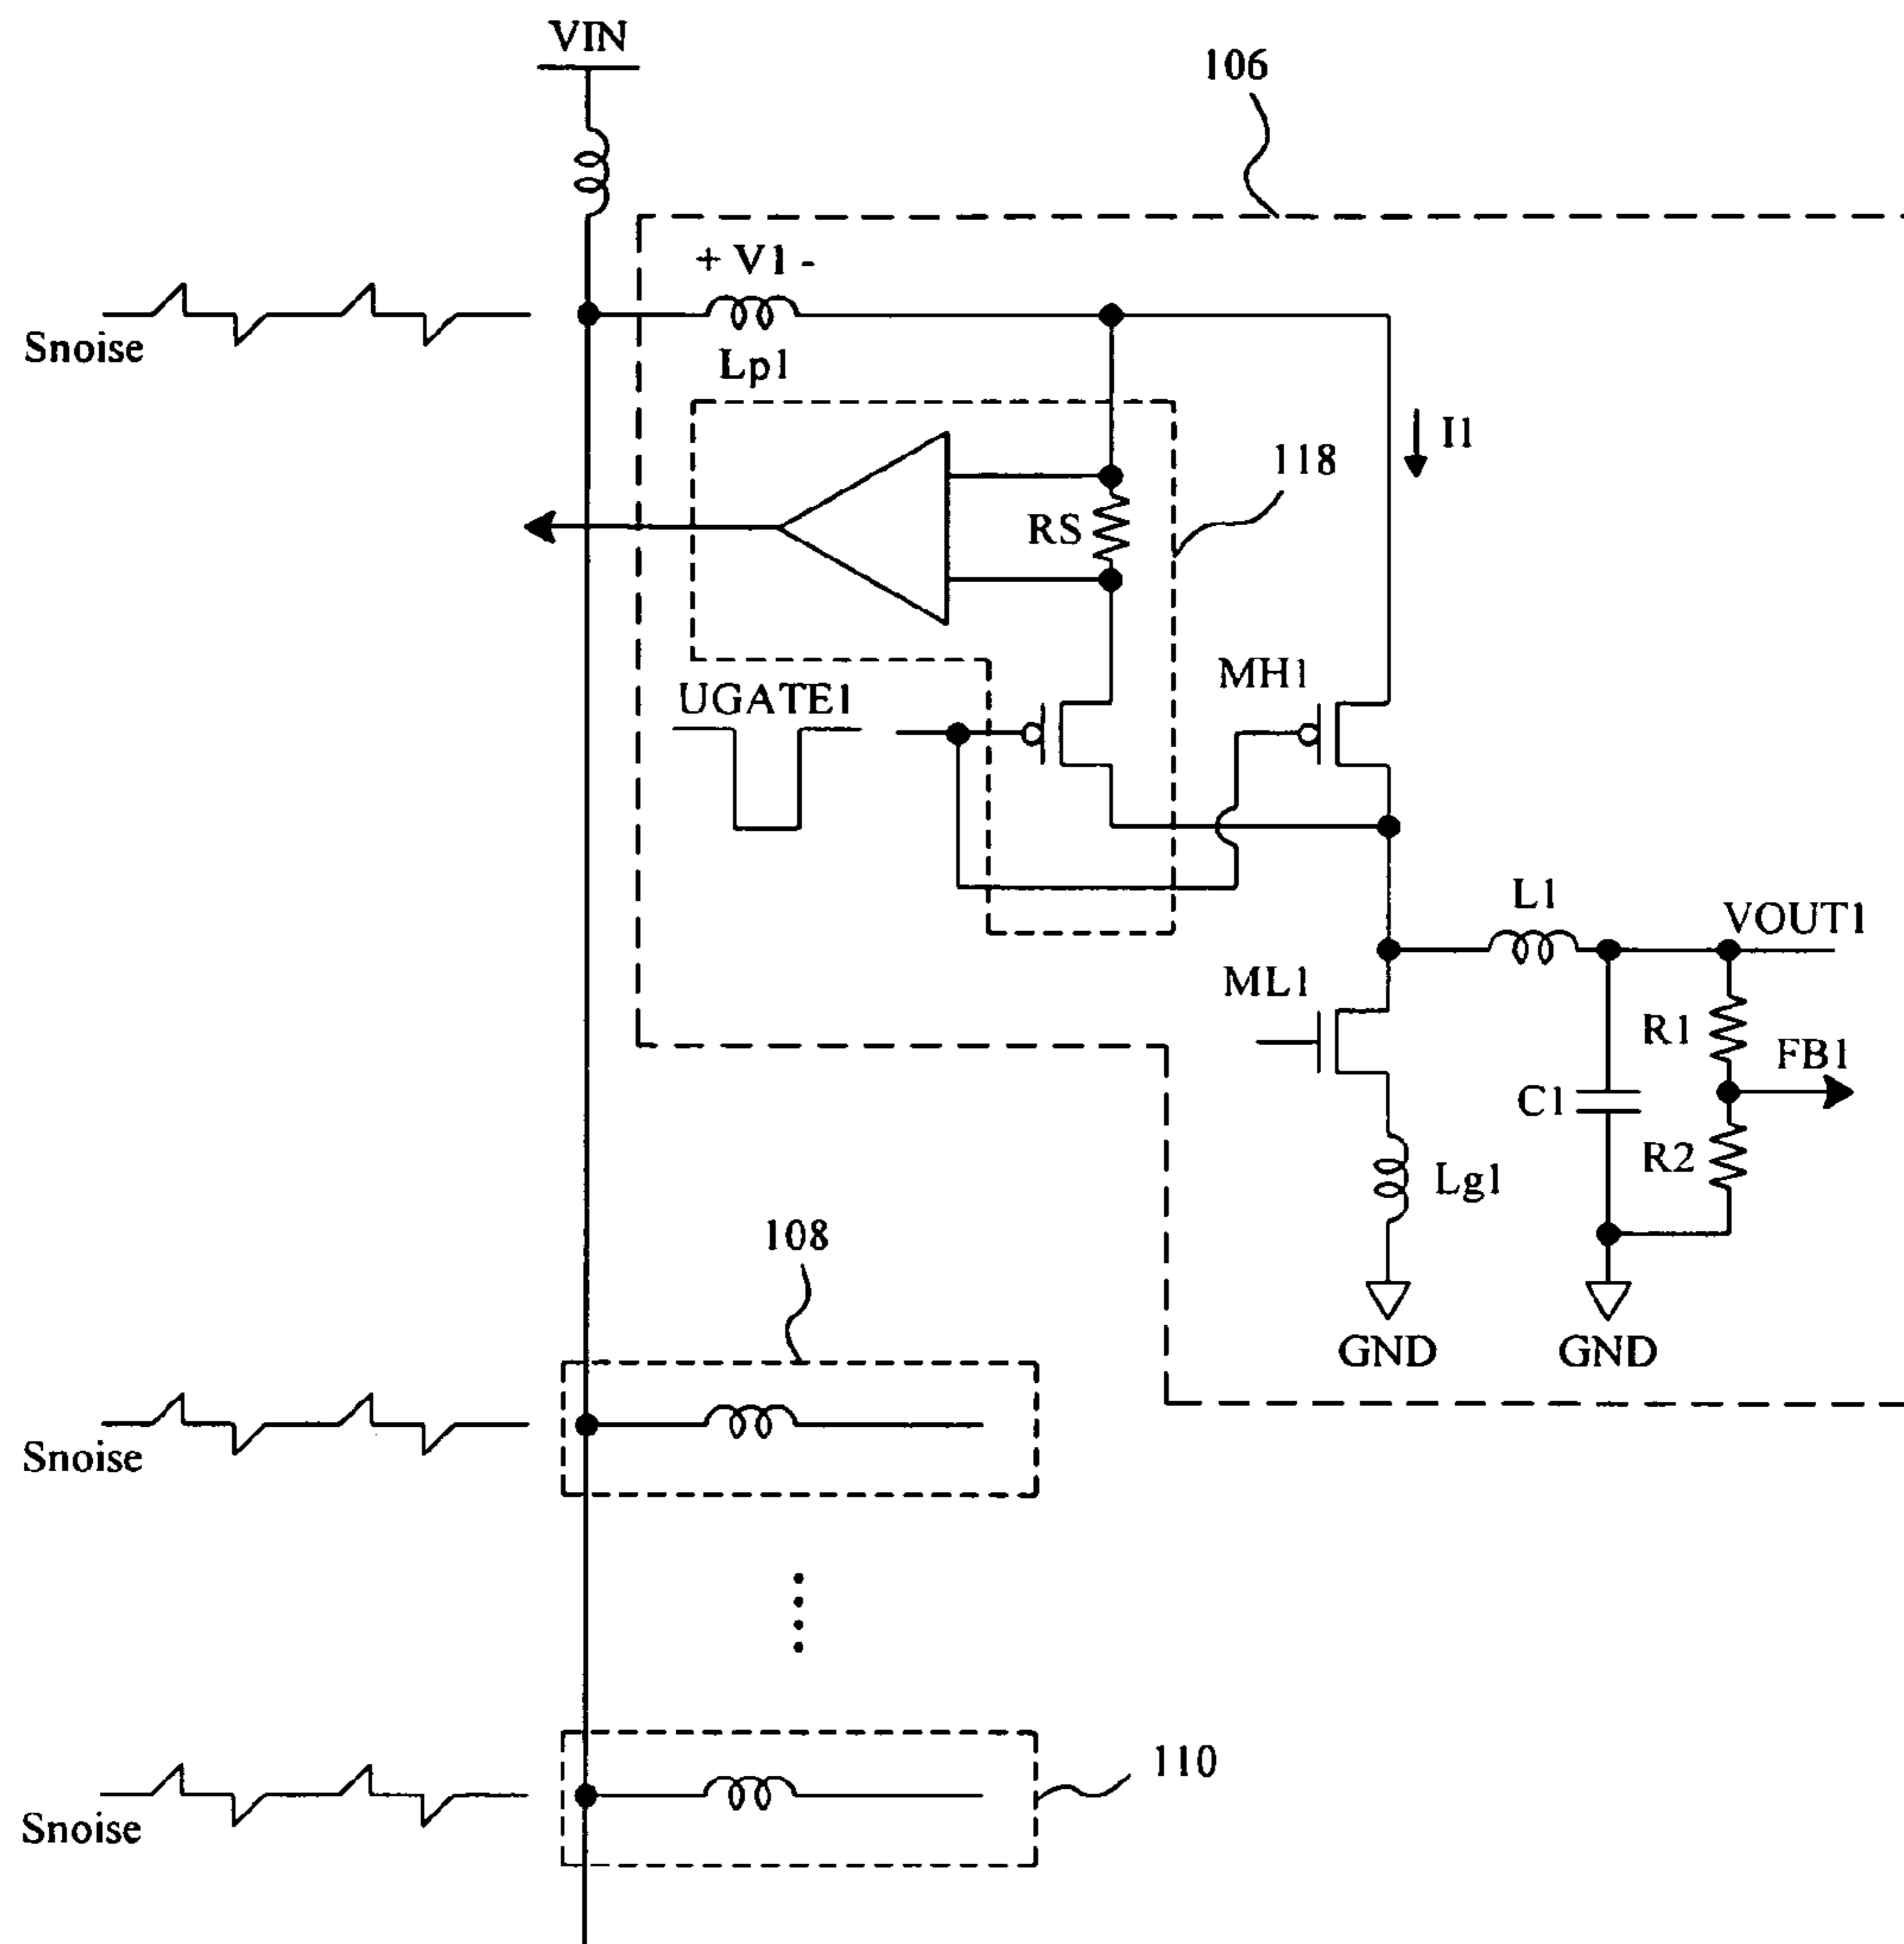 VIN
106
+ V1 -
Snoise
Lp1
I1
118
RS
MH1
UGATE1
L1
VOUT1
ML1
R1
FB1
C1
R2
Lg1
108
GND
GND
Snoise
110
Snoise